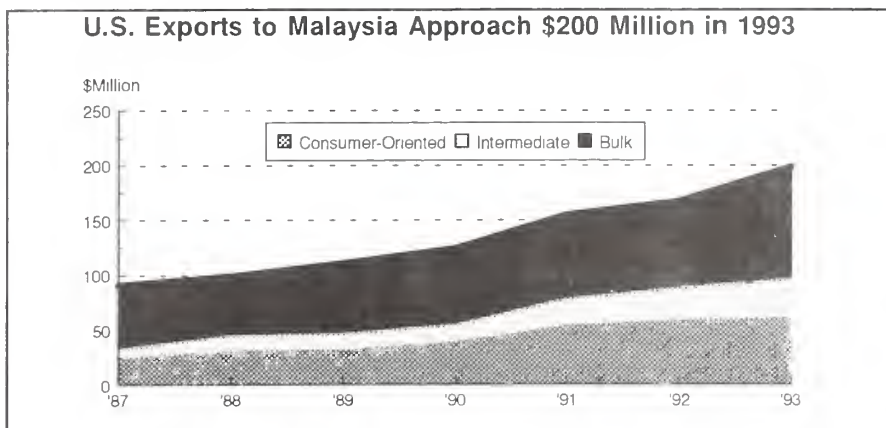 U.S. Exports to Malaysia Approach $200 Million in 1993
$Million
250
Consumer-Oriented Intermediate Bulk
200
150
100
50
0
'87 '88 '89 '90 '91 '92 '93